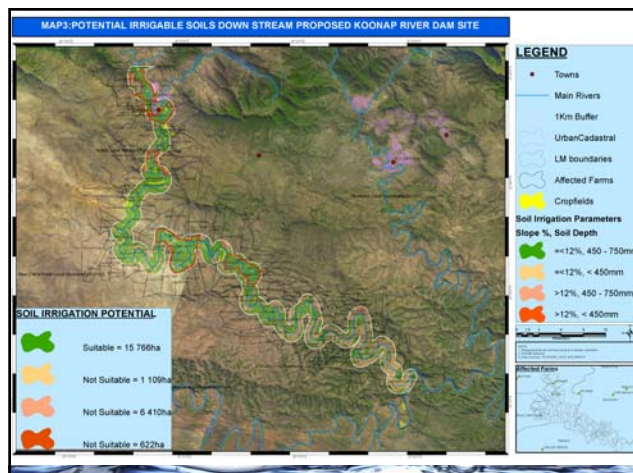 MAP3:POTENTIAL IRRIGABLE SOILS DOWN STREAM PROPOSED KOONAP RIVER DAM SITE
LEGEND
Towns
Main Rivers
1Km Buffer
UrbanCadastral
LM boundaries
Affected Farms
Cropfields
Soil Irrigation Parameters
Slope %, Soil Depth
=<12%, 450 - 750mm
=<12%, < 450mm
>12%, 450 - 750mm
>12%, < 450mm
SOIL IRRIGATION POTENTIAL
Suitable = 15 766ha
Not Suitable = 1 109ha
Not Suitable = 6 410ha
Not Suitable = 622ha
Affected Farms